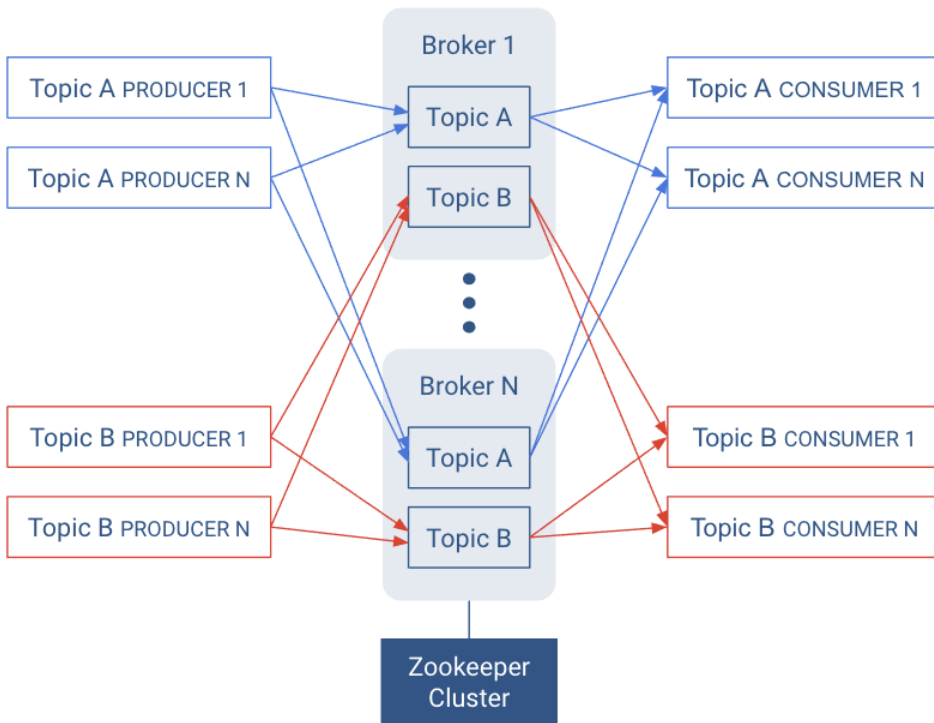 Broker 1
Topic A PRODUCER 1
Topic A PRODUCER N
Topic A
Topic B
Topic A CONSUMER 1
Topic A CONSUMER N
Broker N
Topic B PRODUCER 1
Topic B PRODUCER N
Topic A
Topic B
Topic B CONSUMER 1
Topic B CONSUMER N
Zookeeper
Cluster